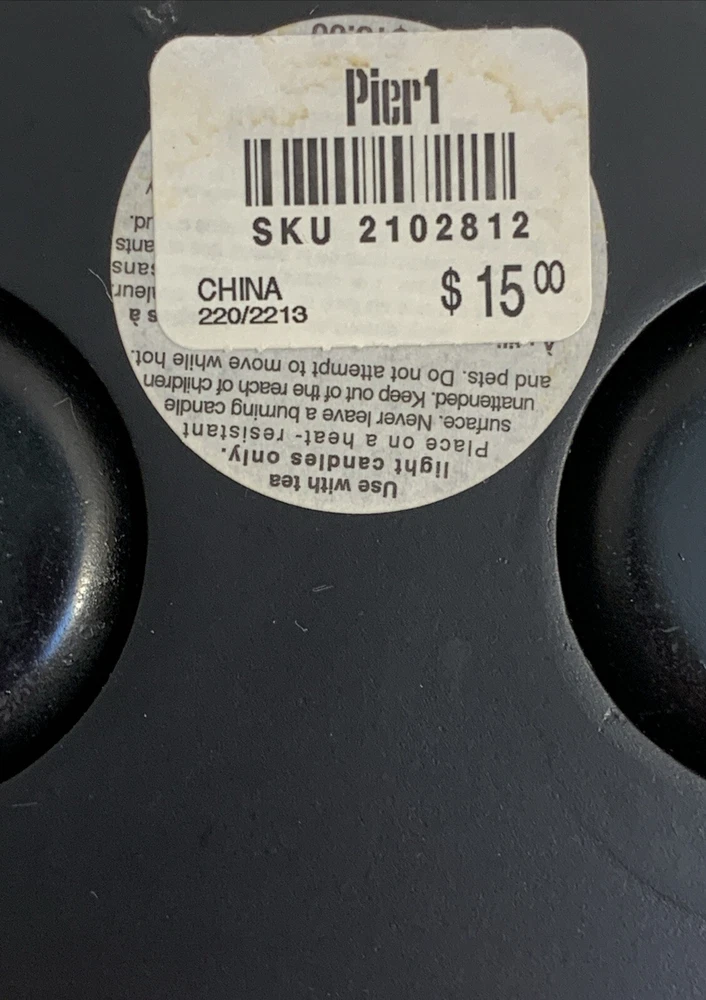 Pier1
SKU 2102812
CHINA
220/2213
$ 15 00
Use with tea
light candles only.
Place on a heat- resistant
surface. Never leave a burning candle
unattended. Keep out of the reach of children
and pets. Do not attempt to move while hot.